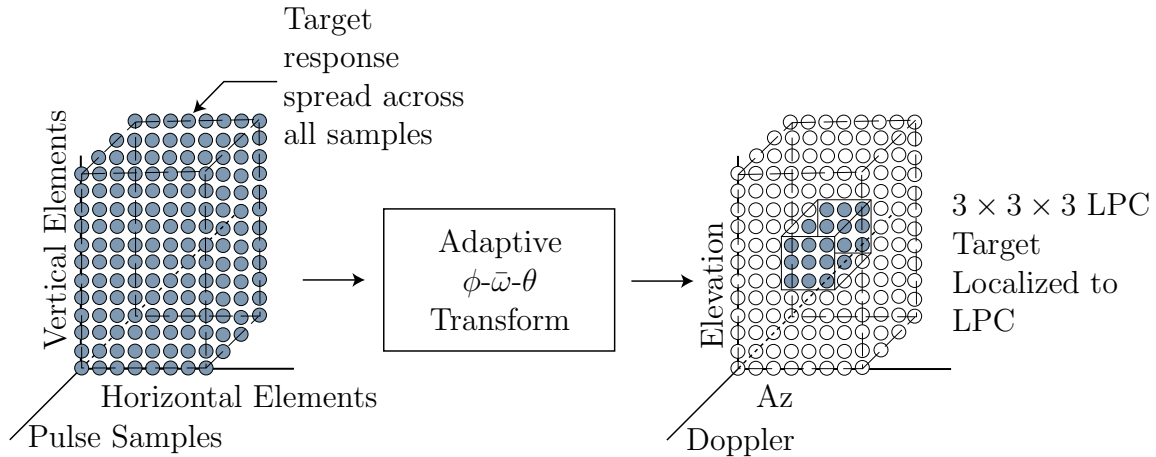 Target
response
spread across
all samples
Vertical Elements
Horizontal Elements
Pulse Samples
Adaptive
ϕ-ω̄-θ
Transform
Elevation
Az
Doppler
3 × 3 × 3 LPC
Target
Localized to
LPC